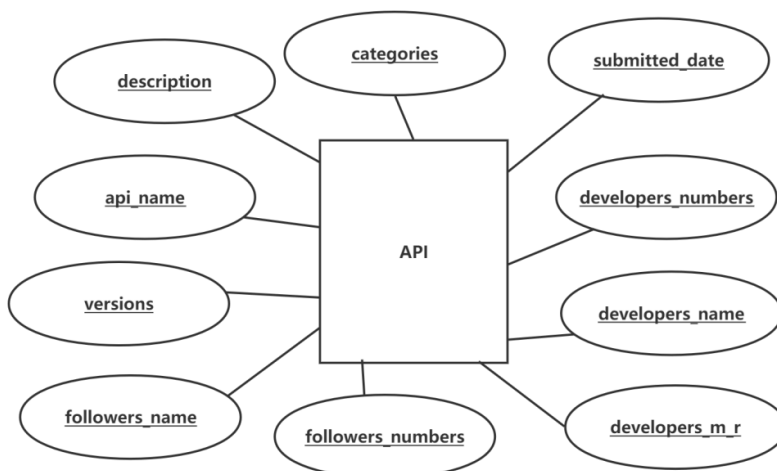 categories
submitted_date
description
api_name
developers_numbers
API
versions
developers_name
followers_name
followers_numbers
developers_m_r